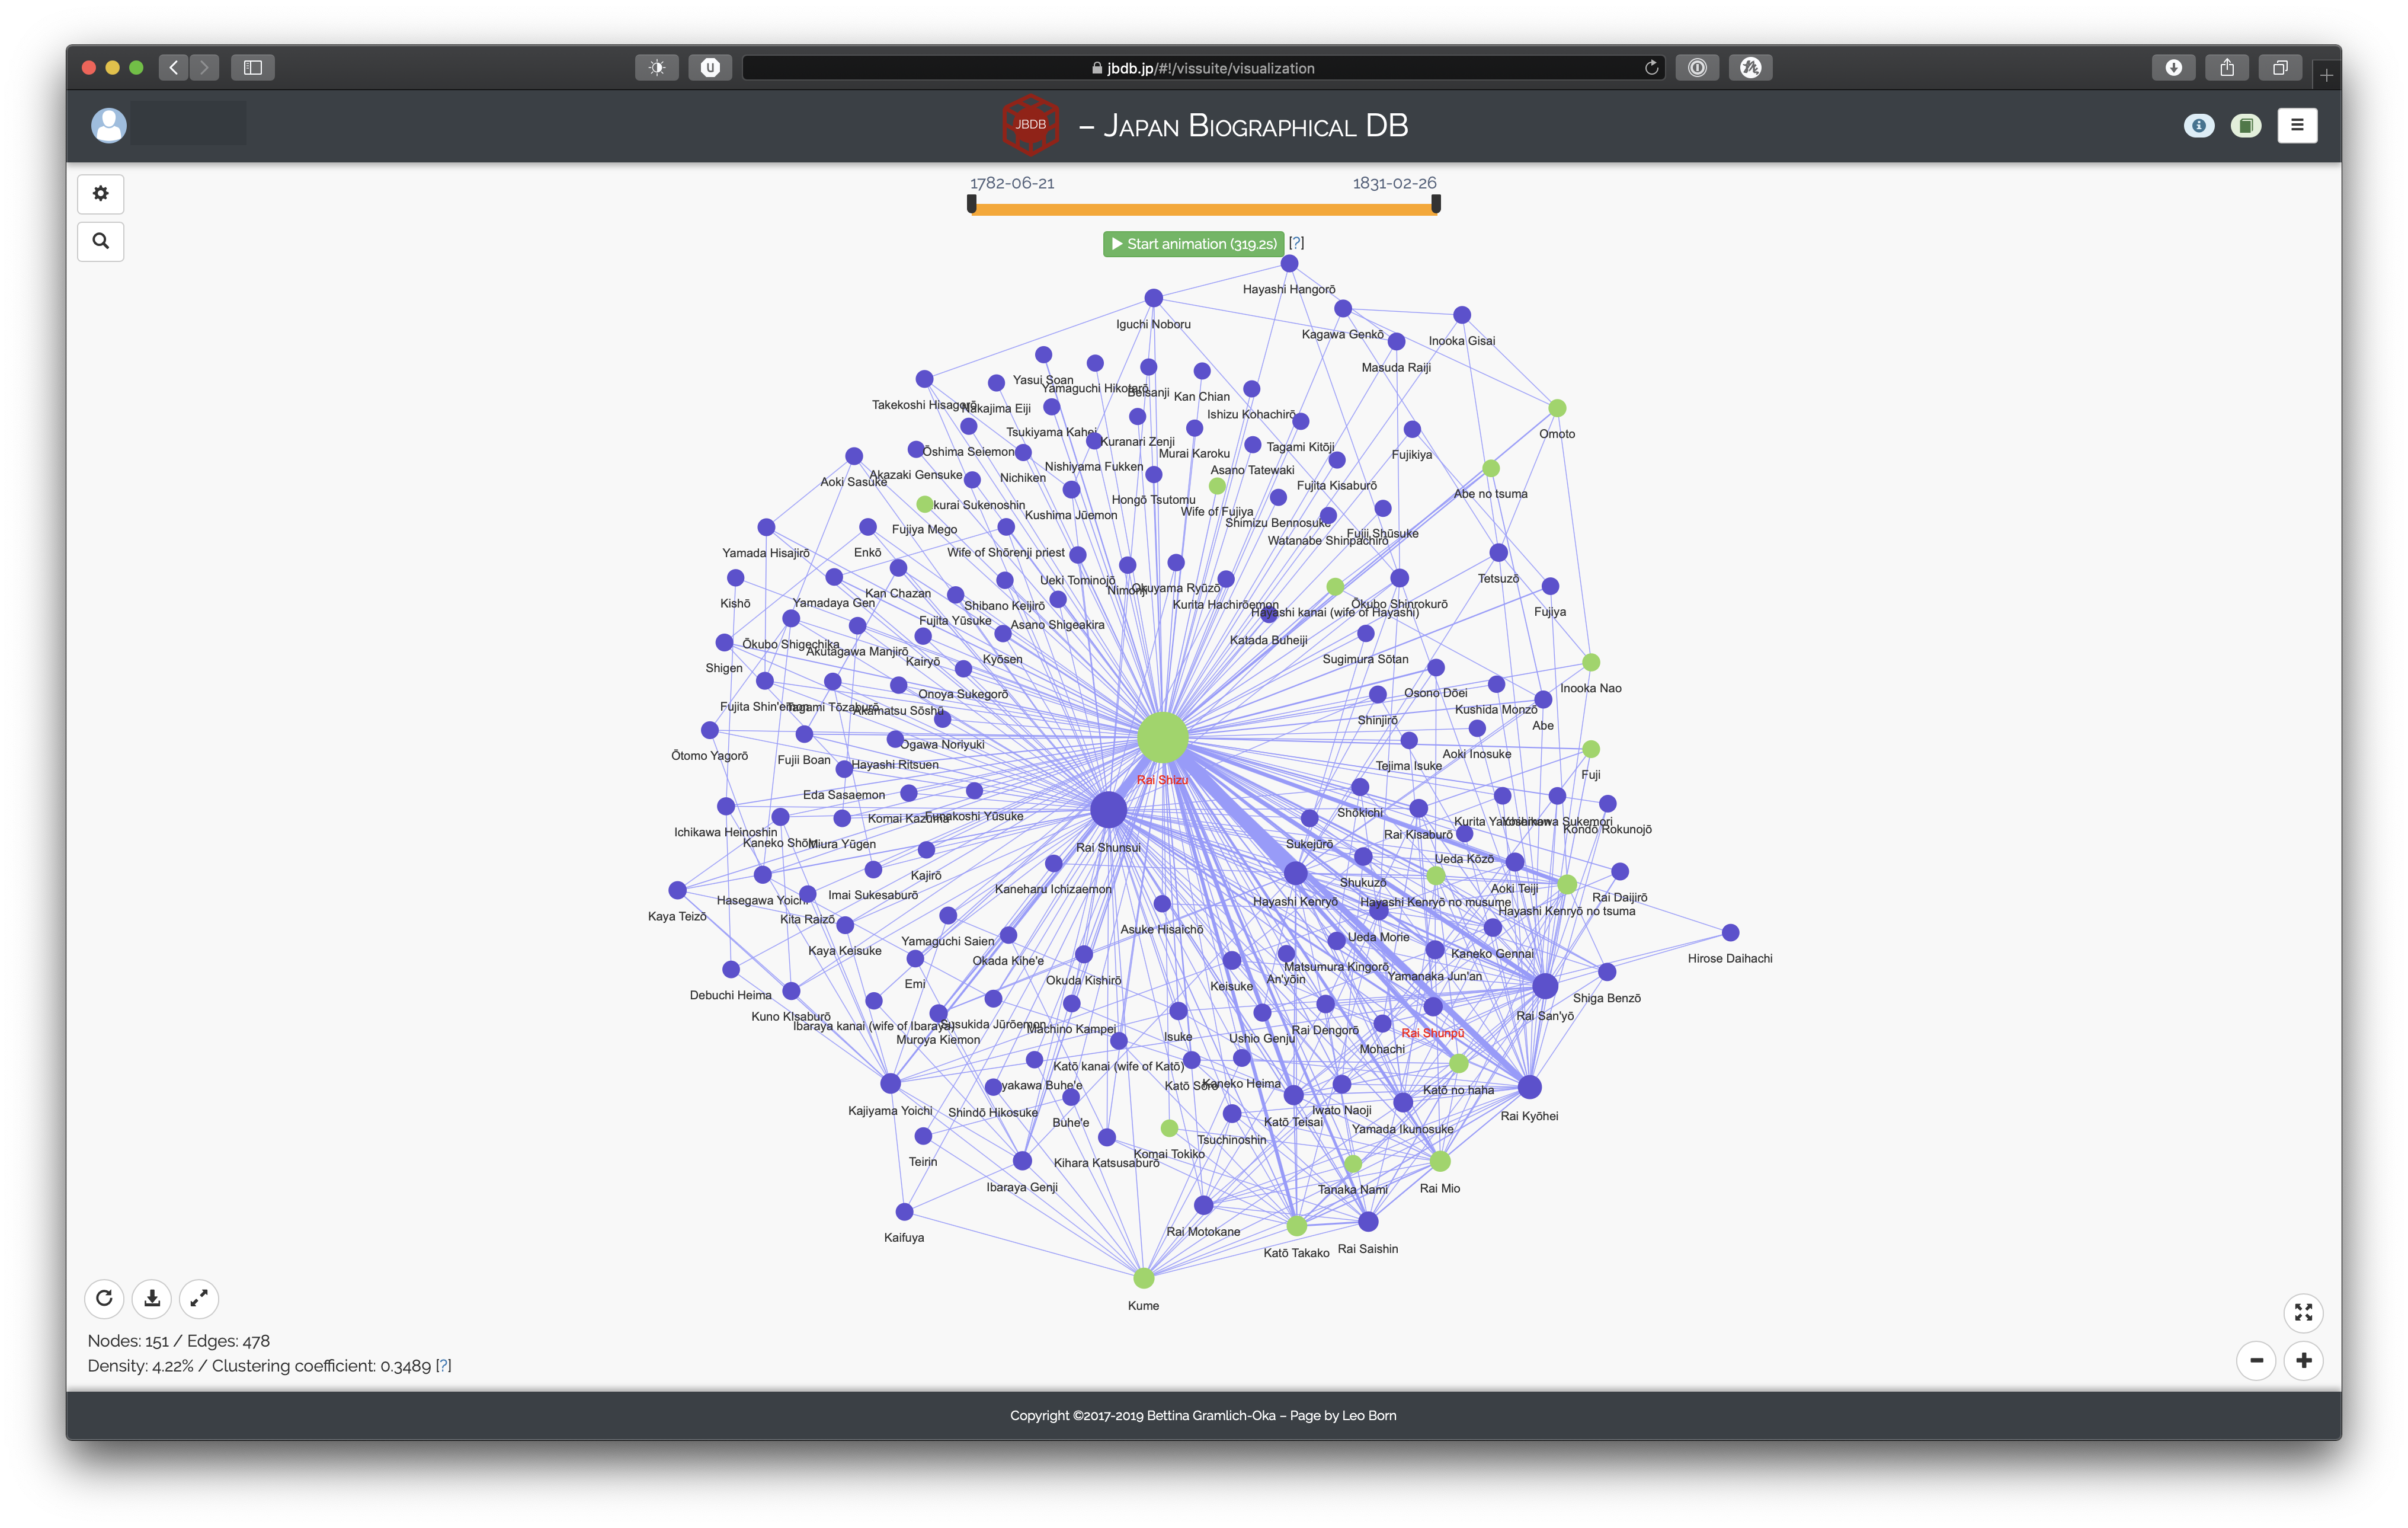 jbdb.jp/#!/vissuite/visualization
JBDB
– Japan Biographical DB
1782-06-21
1831-02-26
Start animation (319.2s) [?]
Hayashi Hangorō
Iguchi Noboru
Kagawa Genkō
Inooka Gisai
Masuda Raiji
Yasui Soan
Yamaguchi Hikotarō
Beisanji
Kan Chian
Takekoshi Hisagorō
Nakajima Eiji
Ishizu Kohachirō
Tsukiyama Kahei
Kuranari Zenji
Omoto
Ōshima Seiemon
Murai Karoku
Tagami Kitōji
Fujikiya
Nishiyama Fukken
Asano Tatewaki
Akazaki Gensuke
Aoki Sasuke
Nichiken
Fujita Kisaburō
Abe no tsuma
Hongō Tsutomu
kurai Sukenoshin
Wife of Fujiya
Kushima Jūemon
Shimizu Bennosuke
Fujiya Mego
Fujii Shūsuke
Watanabe Shinpachirō
Yamada Hisajirō
Enkō
Wife of Shōrenji priest
Ueki Tominojō
Tetsuzō
Nimonji
Okuyama Ryūzō
Kan Chazan
Kishō
Yamadaya Gen
Shibano Keijirō
Kurita Hachirōemon
Ōkubo Shinrokurō
Hayashi kanai (wife of Hayashi)
Fujiya
Fujita Yūsuke
Asano Shigeakira
Katada Buheiji
Ōkubo Shigechika
Akutagawa Manjirō
Kairyō
Kyōsen
Sugimura Sōtan
Shigen
Onoya Sukegorō
Osono Dōei
Inooka Nao
Fujita Shin'emon
Tagami Tōzaburō
Akamatsu Sōshū
Shinjirō
Kushida Monzō
Abe
Ogawa Noriyuki
Ōtomo Yagorō
Fujii Boan
Hayashi Ritsuen
Aoki Inosuke
Tejima Isuke
Fuji
Rai Shizu
Eda Sasaemon
Komai Kazuma
Funakoshi Yūsuke
Shōkichi
Kurita Ya
Yoshikawa Sukemori
Kondō Rokunojō
Ichikawa Heinoshin
Kaneko Shō
Miura Yūgen
Rai Shunsui
Sukejūrō
Rai Kisaburō
Ueda Kōzō
Kajirō
Kaneharu Ichizaemon
Shukuzō
Aoki Teiji
Rai Daijirō
Imai Sukesaburō
Hasegawa Yoichi
Hayashi Kenryō
Hayashi Kenryō no musume
Hayashi Kenryō no tsuma
Kaya Teizō
Kita Raizō
Asuke Hisaichō
Ueda Morie
Yamaguchi Saien
Kaya Keisuke
Kaneko Gennai
Hirose Daihachi
Okada Kihe'e
Matsumura Kingorō
Emi
Okuda Kishirō
Keisuke
An'yōin
Yamanaka Jun'an
Debuchi Heima
Shiga Benzō
Kuno KIsaburō
Ibaraya kanai (wife of Ibaraya)
Susukida Jūrōemon
Machino Kampei
Rai San'yō
Muroya Kiemon
Isuke
Ushio Genju
Rai Dengorō
Rai Shunpū
Mohachi
Katō kanai (wife of Katō)
Katō Sōro
Kaneko Heima
yakawa Buhe'e
Katō no haha
Kajiyama Yoichi
Shindō Hikosuke
Iwato Naoji
Rai Kyōhei
Buhe'e
Katō Teisai
Yamada Ikunosuke
Tsuchinoshin
Teirin
Kihara Katsusaburō
Komai Tokiko
Ibaraya Genji
Tanaka Nami
Rai Mio
Kaifuya
Rai Motokane
Katō Takako
Rai Saishin
Kume
Nodes: 151 / Edges: 478
Density: 4.22% / Clustering coefficient: 0.3489 [?]
Copyright ©2017-2019 Bettina Gramlich-Oka – Page by Leo Born